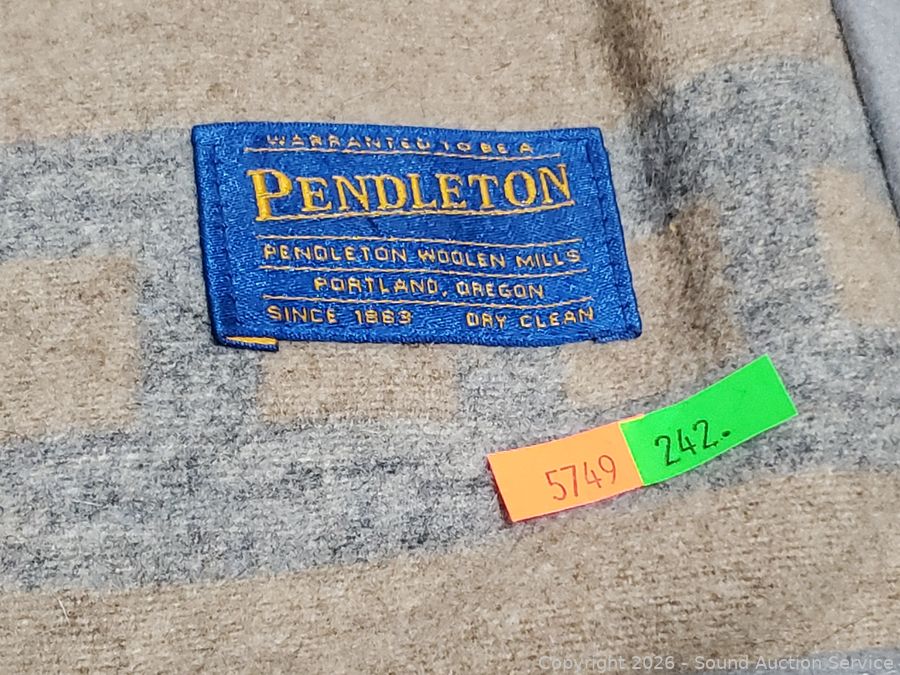 WARRANTED TO BE A
PENDLETON
PENDLETON WOOLEN MILLS
PORTLAND, OREGON
SINCE 1863 DRY CLEAN
5749
242.
Copyright 2026 - Sound Auction Service